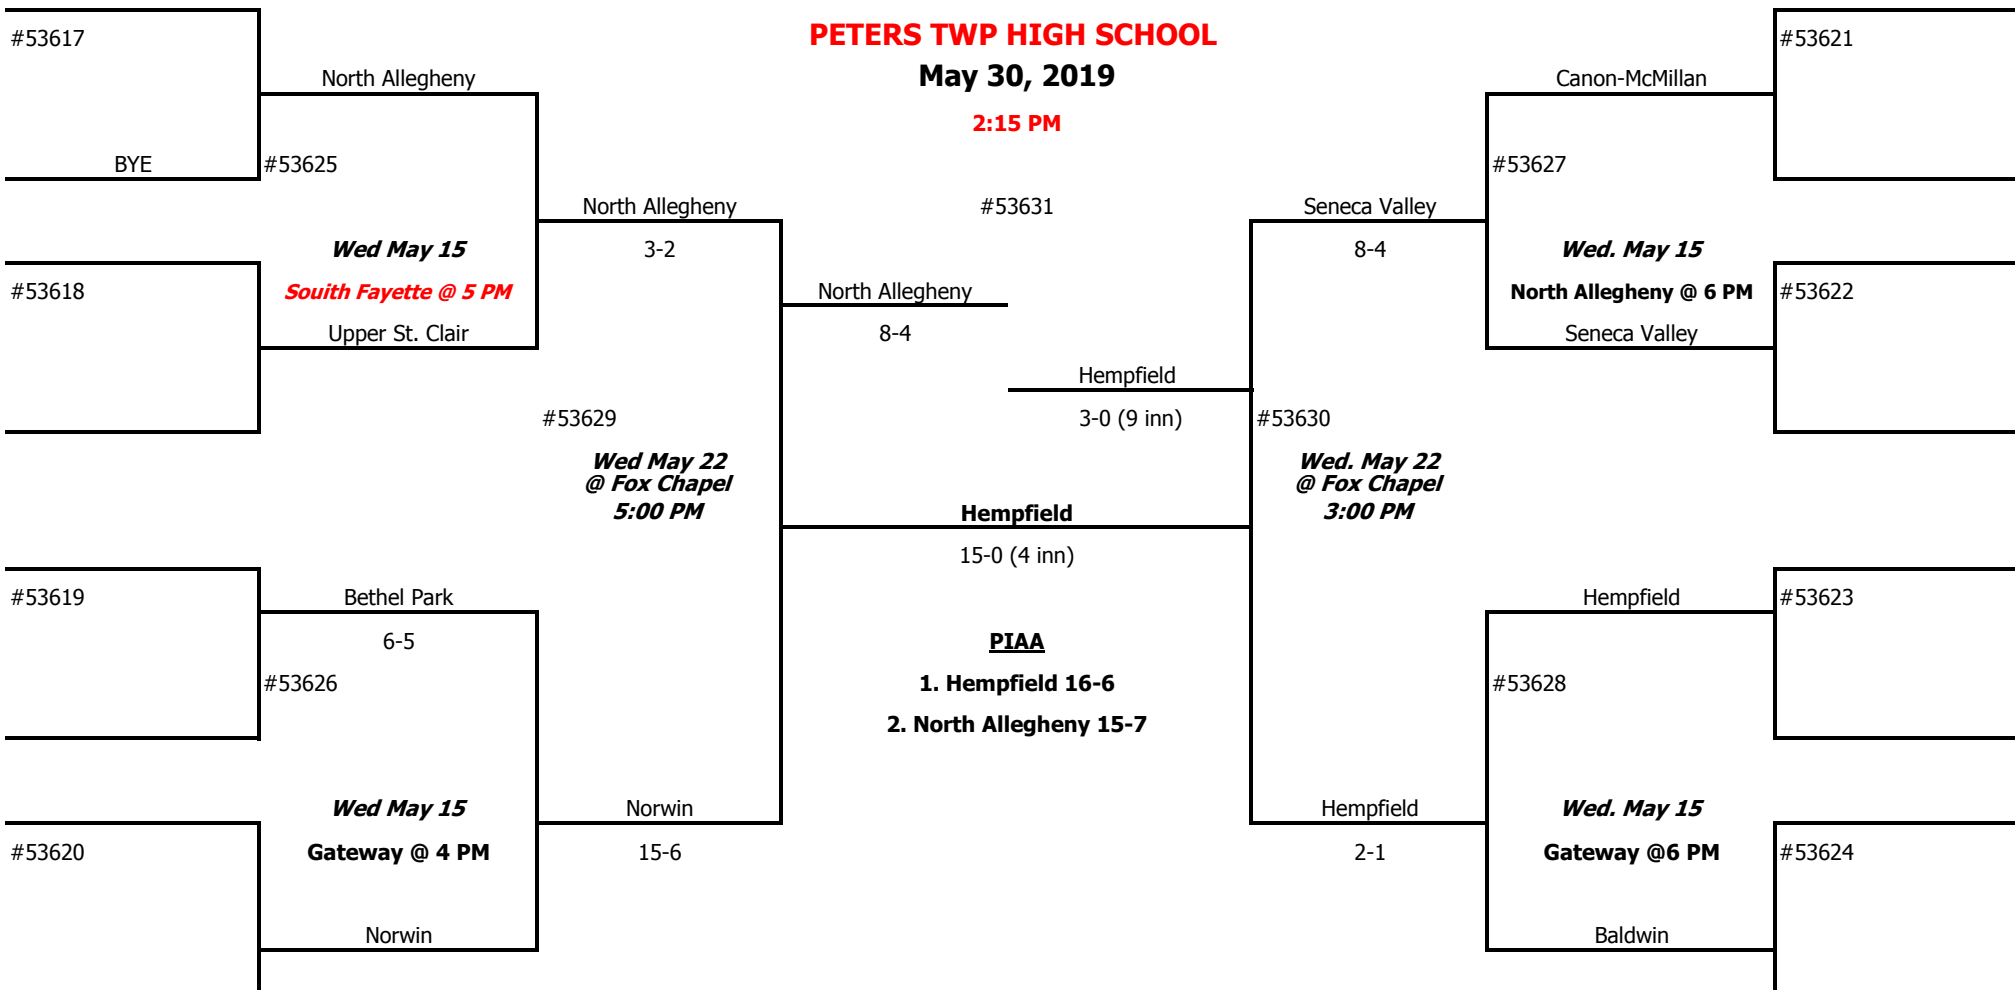 #53617
PETERS TWP HIGH SCHOOL
#53621
North Allegheny
May 30, 2019
Canon-McMillan
2:15 PM
BYE
#53625
#53627
North Allegheny
#53631
Seneca Valley
Wed May 15
3-2
8-4
Wed. May 15
#53618
Souith Fayette @ 5 PM
North Allegheny
North Allegheny @ 6 PM
#53622
Upper St. Clair
8-4
Seneca Valley
Hempfield
#53629
3-0 (9 inn)
#53630
Wed May 22
@ Fox Chapel
5:00 PM
Wed. May 22
@ Fox Chapel
3:00 PM
Hempfield
15-0 (4 inn)
#53619
Bethel Park
Hempfield
#53623
6-5
PIAA
#53626
1. Hempfield 16-6
#53628
2. North Allegheny 15-7
Wed May 15
Norwin
Hempfield
Wed. May 15
#53620
Gateway @ 4 PM
15-6
2-1
Gateway @6 PM
#53624
Norwin
Baldwin